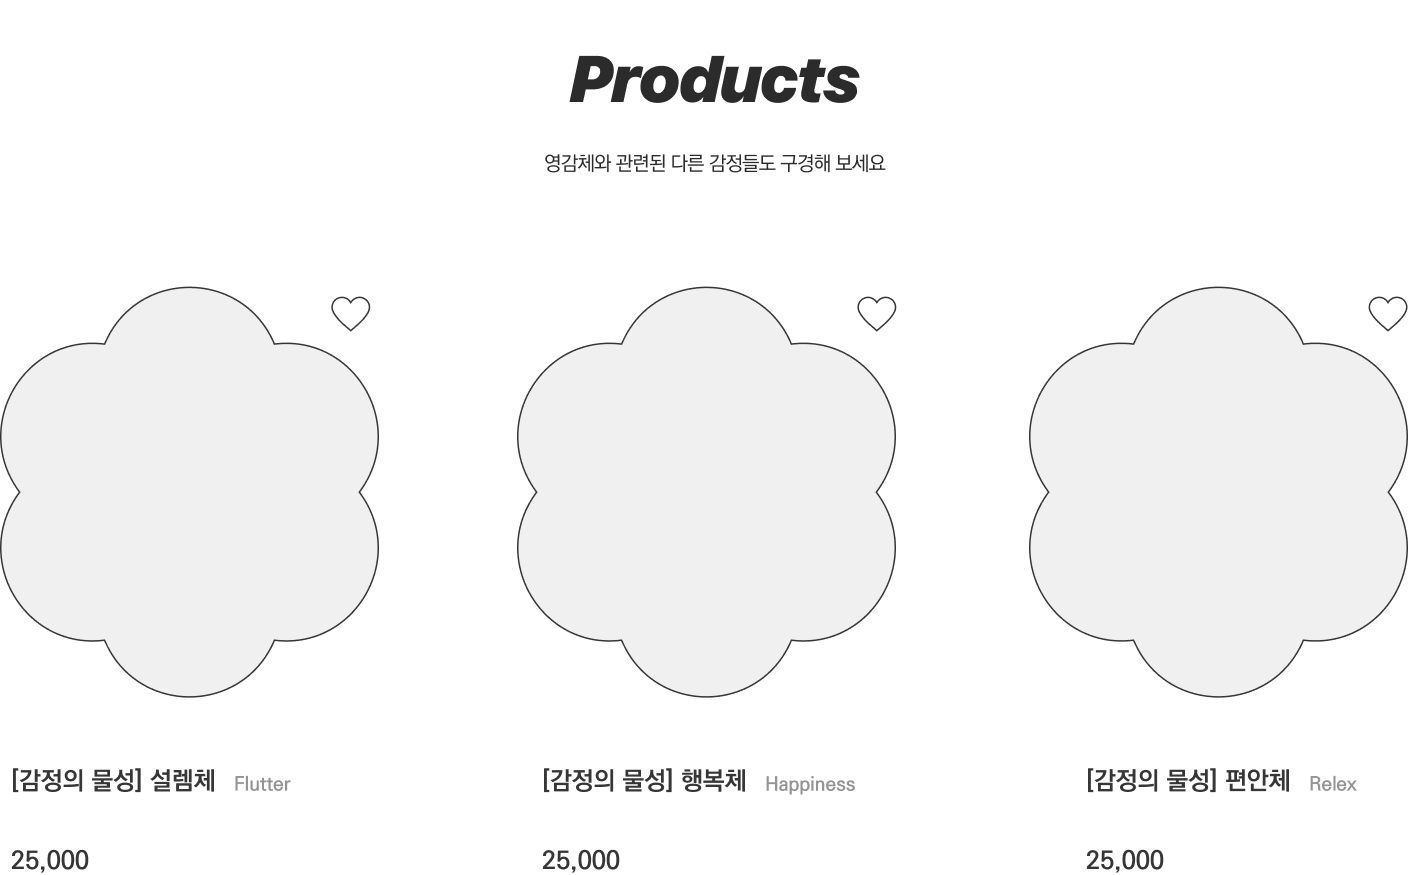 Products
영감체와 관련된 다른 감정들도 구경해 보세요
[감정의 물성] 설렘체 Flutter
25,000
[감정의 물성] 행복체 Happiness
25,000
[감정의 물성] 편안체 Relex
25,000